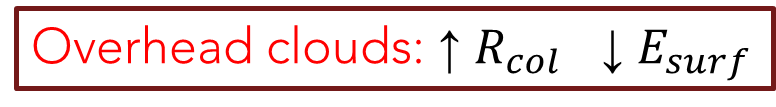 Overhead clouds: ↑ R_col ↓ E_surf